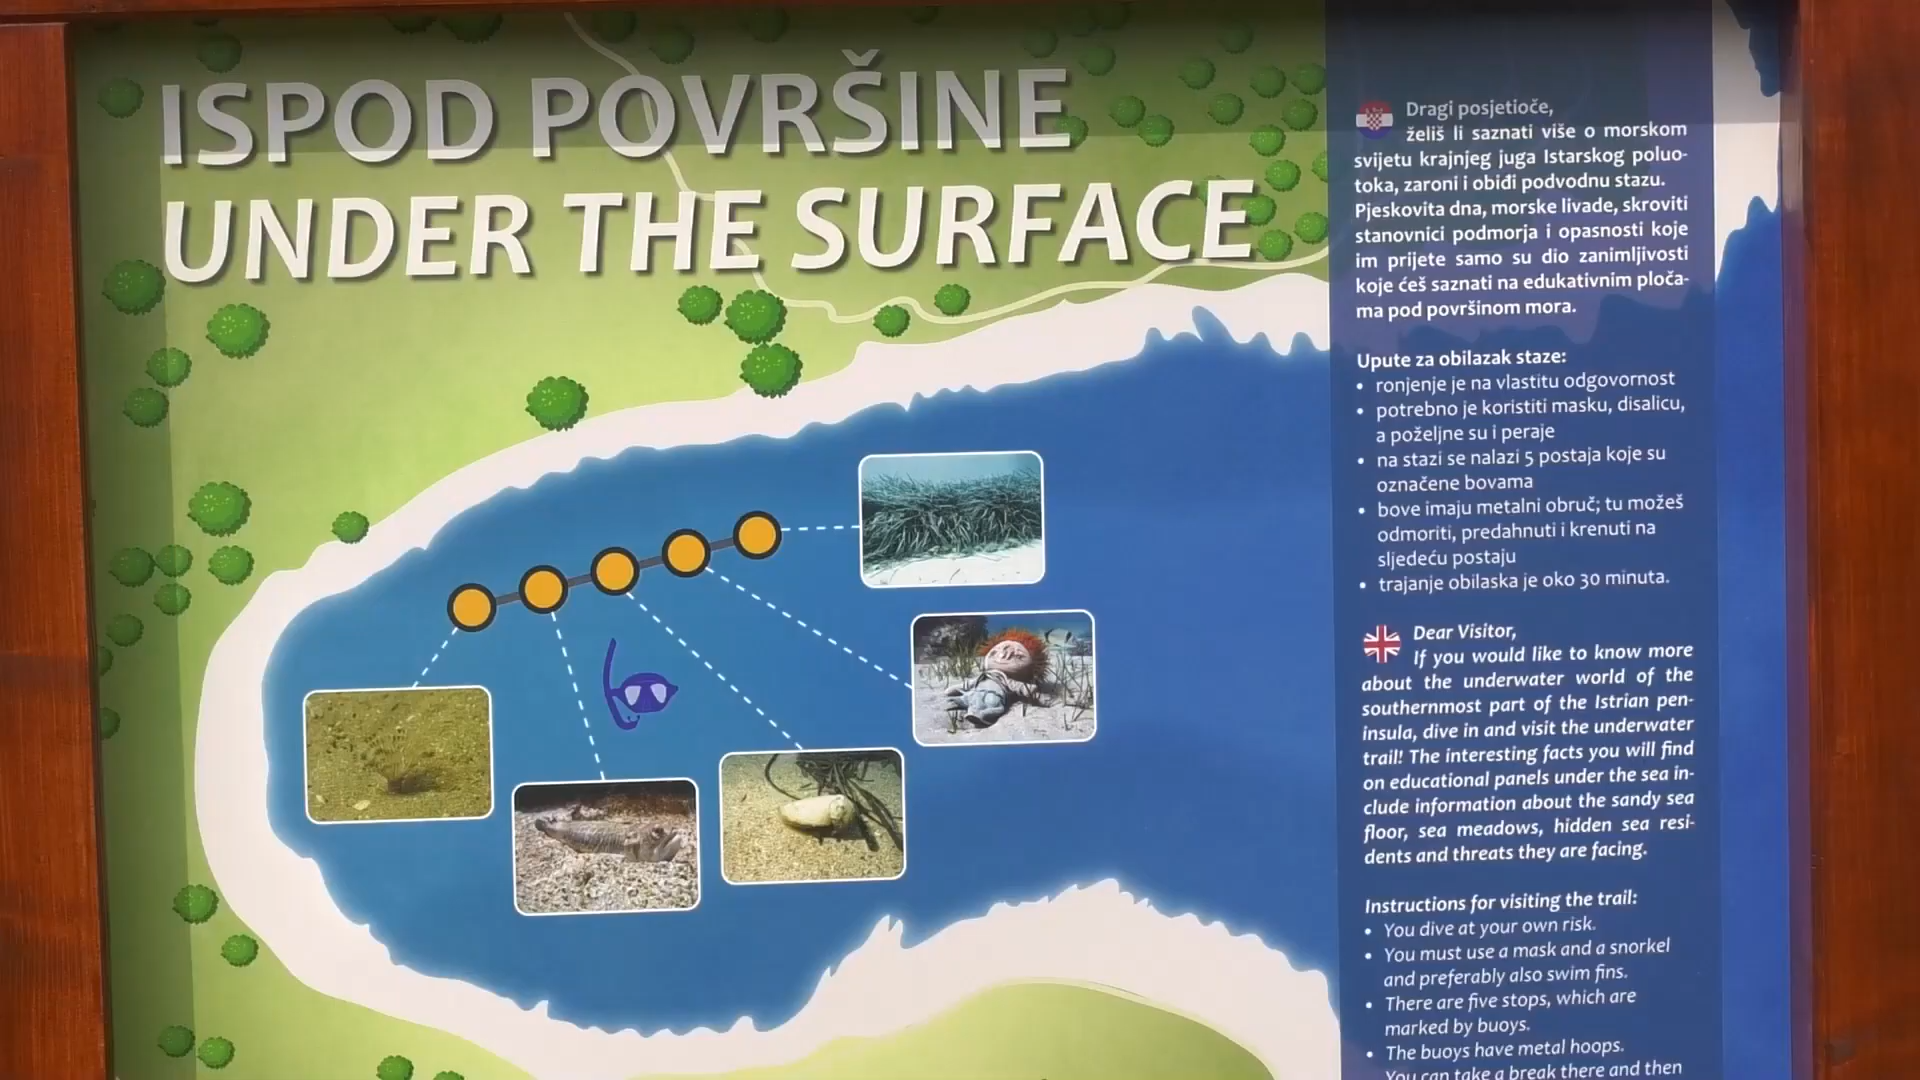 ISPOD POVRŠINE
UNDER THE SURFACE
Dragi posjetioče,
želiš li saznati više o morskom
svijetu krajnjeg juga Istarskog poluo-
toka, zaroni i obiđi podvodnu stazu.
Pjeskovita dna, morske livade, skroviti
stanovnici podmorja i opasnosti koje
im prijete samo su dio zanimljivosti
koje ćeš saznati na edukativnim ploča-
ma pod površinom mora.
Upute za obilazak staze:
• ronjenje je na vlastitu odgovornost
• potrebno je koristiti masku, disalicu,
a poželjne su i peraje
• na stazi se nalazi 5 postaja koje su
označene bovama
• bove imaju metalni obruč; tu možeš
odmoriti, predahnuti i krenuti na
sljedeću postaju
• trajanje obilaska je oko 30 minuta.
Dear Visitor,
If you would like to know more
about the underwater world of the
southernmost part of the Istrian pen-
insula, dive in and visit the underwater
trail! The interesting facts you will find
on educational panels under the sea in-
clude information about the sandy sea
floor, sea meadows, hidden sea resi-
dents and threats they are facing.
Instructions for visiting the trail:
• You dive at your own risk.
• You must use a mask and a snorkel
and preferably also swim fins.
• There are five stops, which are
marked by buoys.
• The buoys have metal hoops.
You can take a break there and then